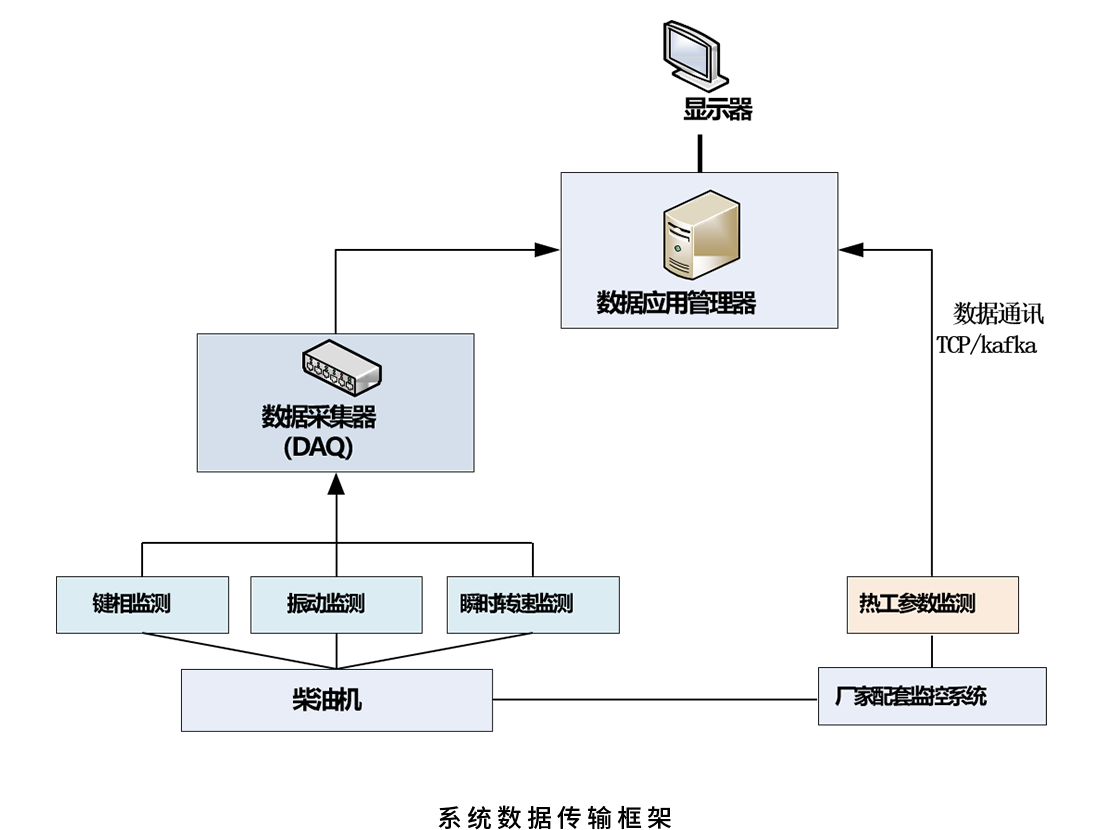 显示器
数据应用管理器
数据通讯
TCP/kafka
数据采集器
(DAQ)
键相监测
振动监测
瞬时转速监测
热工参数监测
柴油机
厂家配套监控系统
系统数据传输框架